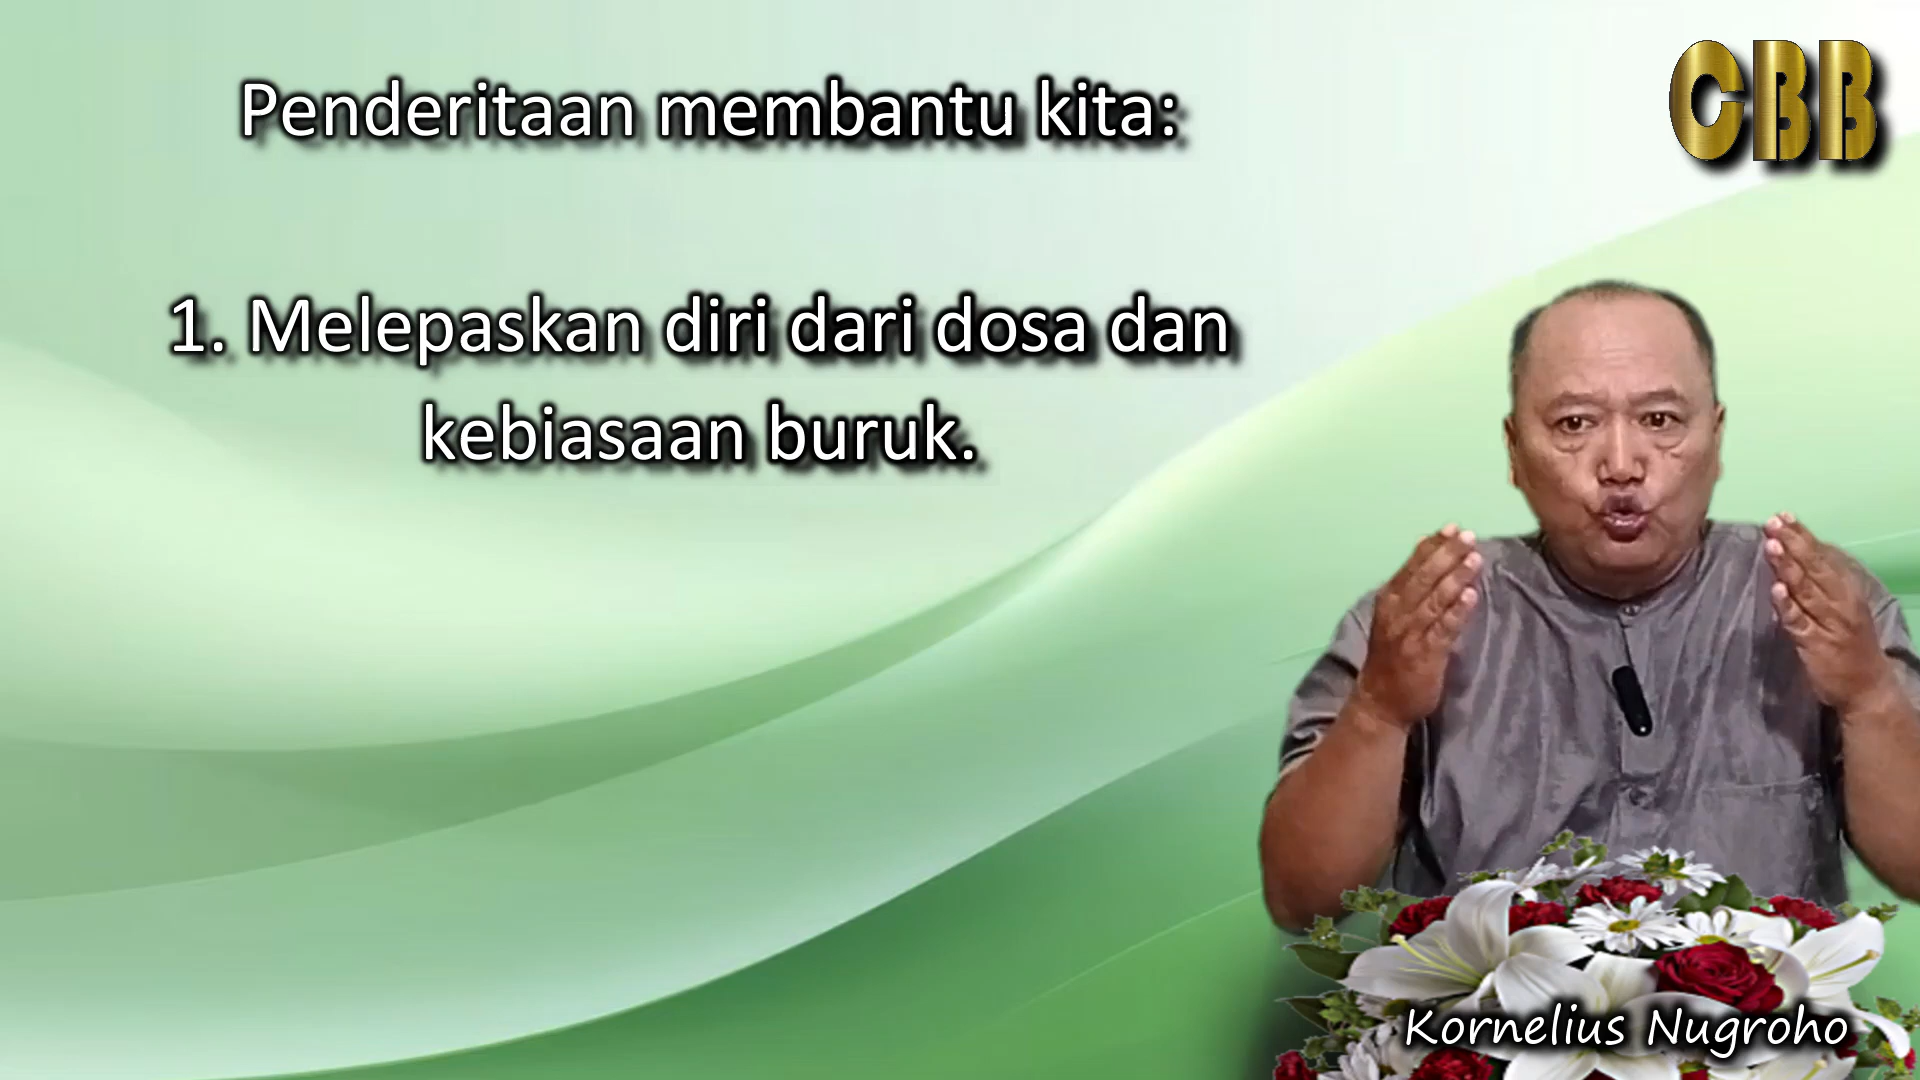 Penderitaan membantu kita:
CBB
1. Melepaskan diri dari dosa dan
kebiasaan buruk.
Kornelius Nugroho